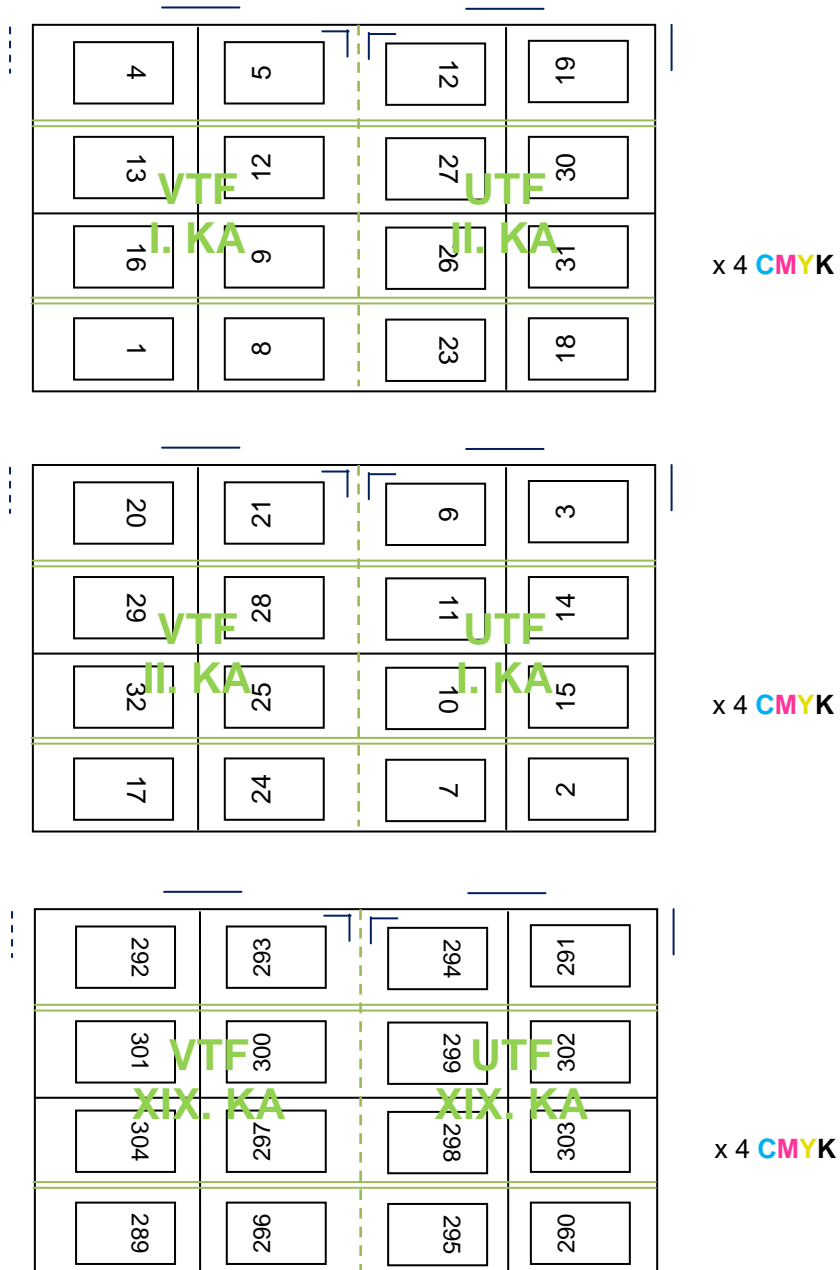 4 5 12 19
13 12 27 30
VTF UTF
I. KA II. KA
16 9 26 31
x 4 CMYK
1 8 23 18
20 21 6 3
29 28 11 14
VTF UTF
II. KA I. KA
32 25 10 15
x 4 CMYK
17 24 7 2
292 293 294 291
301 300 299 302
VTF UTF
XIX. KA XIX. KA
304 297 298 303
x 4 CMYK
289 296 295 290